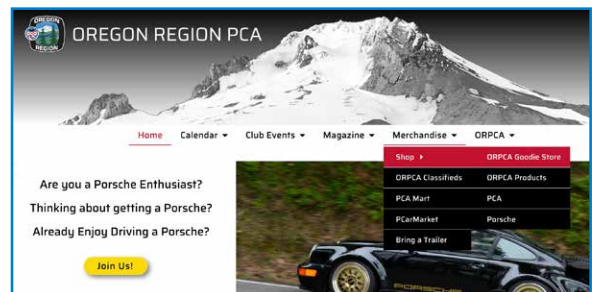 OREGON
REGION
OREGON REGION PCA
Home Calendar Club Events Magazine Merchandise ORPCA
Shop ORPCA Goodie Store
ORPCA Classifieds ORPCA Products
PCA Mart PCA
PCarMarket Porsche
Bring a Trailer
Are you a Porsche Enthusiast?
Thinking about getting a Porsche?
Already Enjoy Driving a Porsche?
Join Us!
PORSCHE